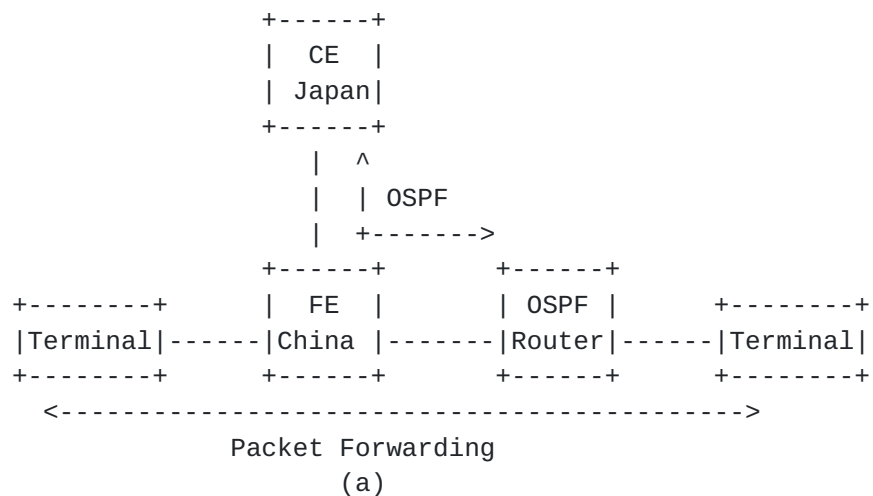 +------+
| CE |
| Japan|
+------+
| ^
| | OSPF
| +------->
+------+ +------+
+--------+ | FE | | OSPF | +--------+
|Terminal|------|China |-------|Router|------|Terminal|
+--------+ +------+ +------+ +--------+
<-------------------------------------------->
Packet Forwarding
(a)